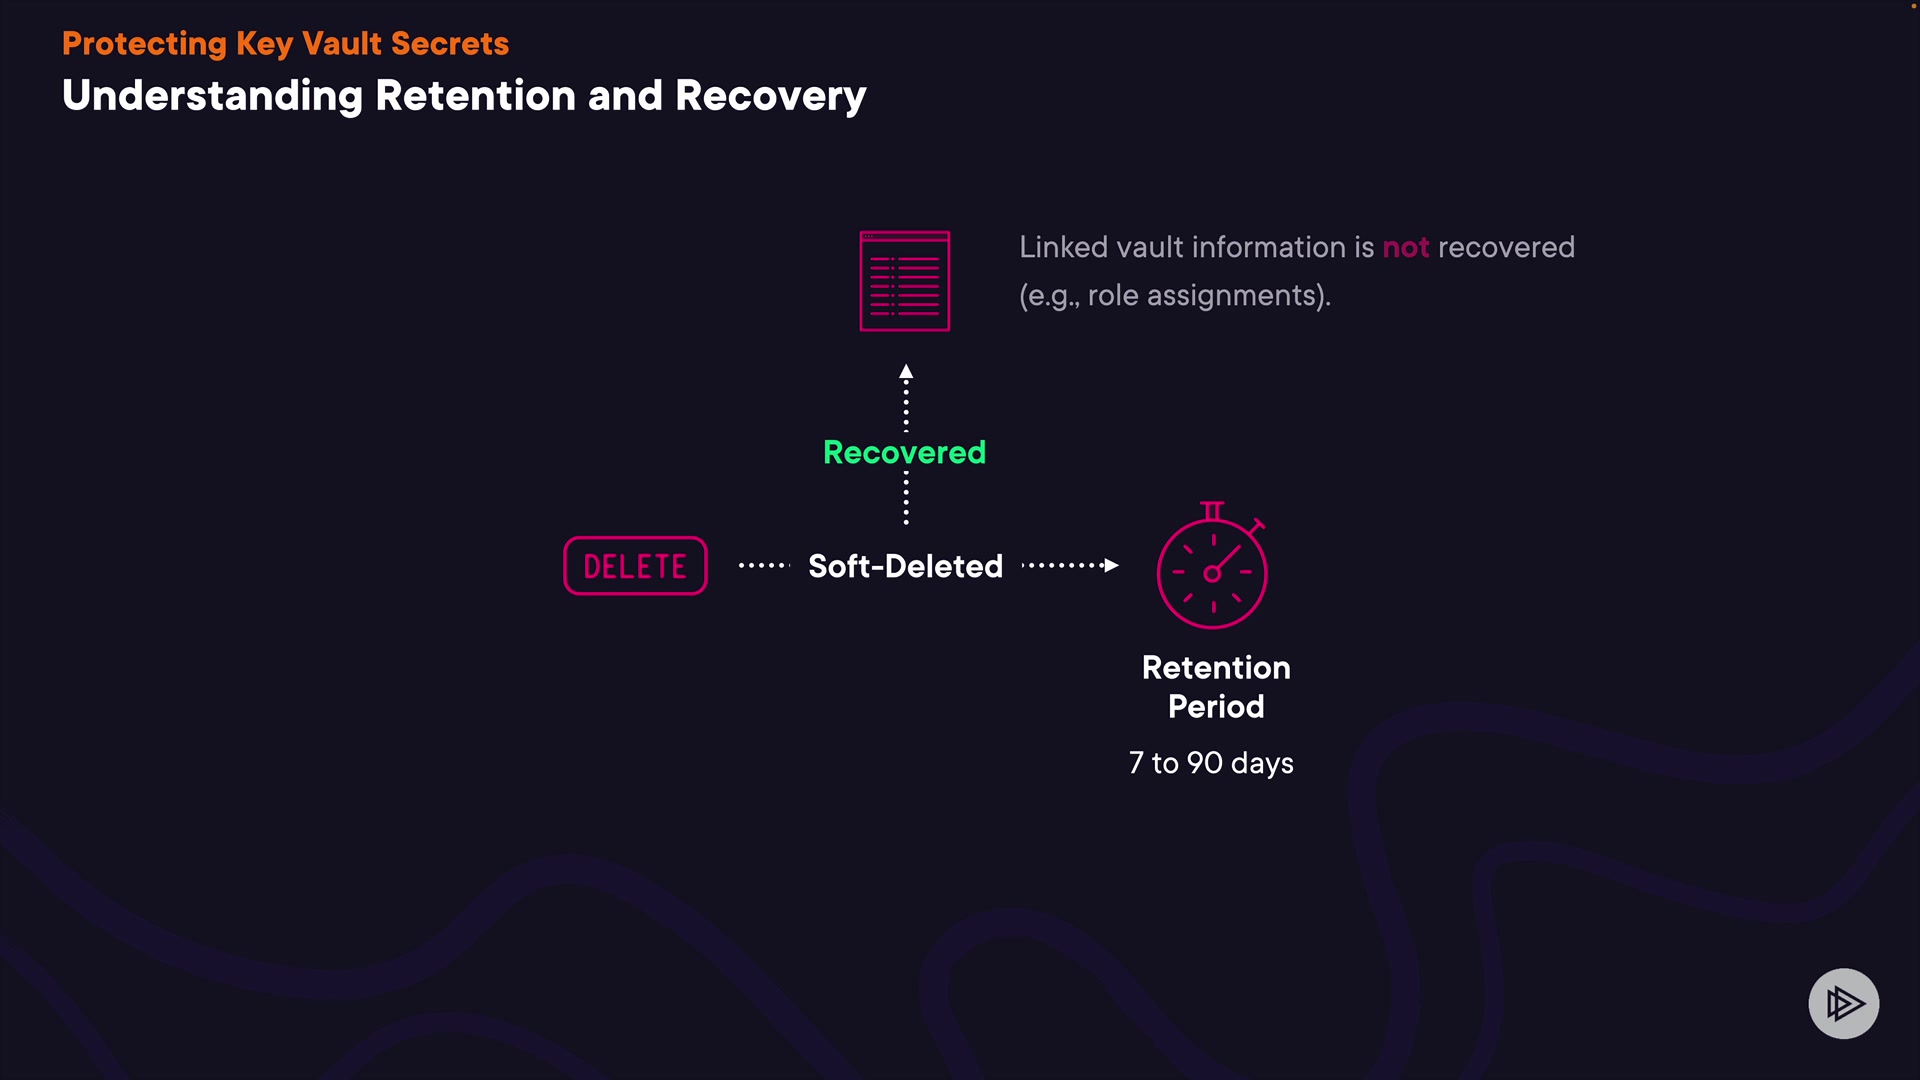 Protecting Key Vault Secrets
Understanding Retention and Recovery
Linked vault information is not recovered
(e.g., role assignments).
Recovered
DELETE
Soft-Deleted
Retention
Period
7 to 90 days